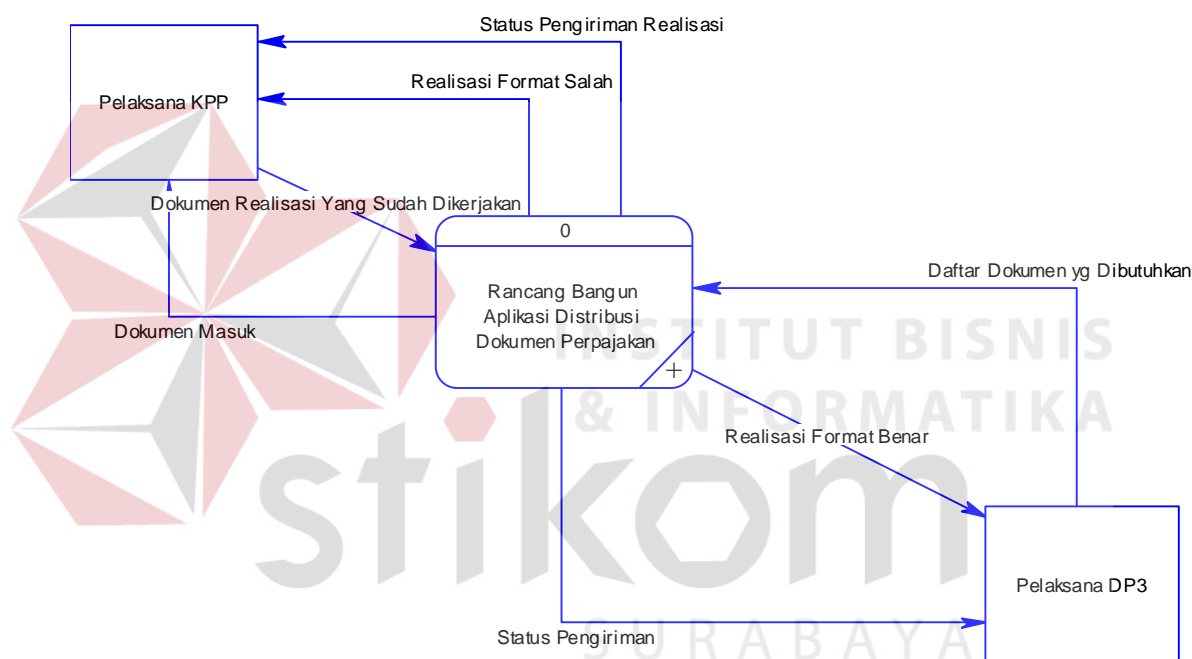 Status Pengiriman Realisasi
Realisasi Format Salah
Pelaksana KPP
Dokumen Realisasi Yang Sudah Dikerjakan
0
Rancang Bangun
Aplikasi Distribusi
Dokumen Perpajakan
+
Daftar Dokumen yg Dibutuhkan
Dokumen Masuk
INSTITUT BISNIS
& INFORMATIKA
Realisasi Format Benar
stikom
Pelaksana DP3
Status Pengiriman
SURABAYA